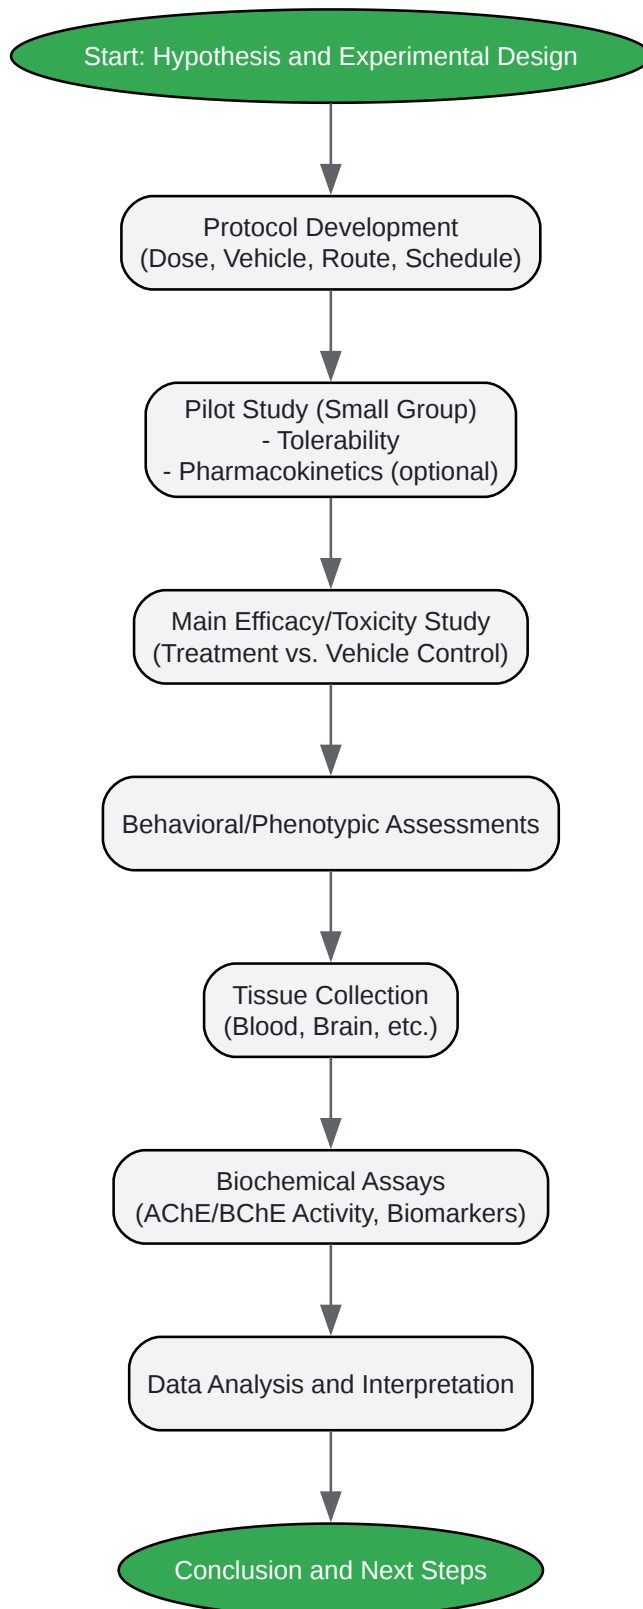 Start: Hypothesis and Experimental Design
Protocol Development
(Dose, Vehicle, Route, Schedule)
Pilot Study (Small Group)
- Tolerability
- Pharmacokinetics (optional)
Main Efficacy/Toxicity Study
(Treatment vs. Vehicle Control)
Behavioral/Phenotypic Assessments
Tissue Collection
(Blood, Brain, etc.)
Biochemical Assays
(AChE/BChE Activity, Biomarkers)
Data Analysis and Interpretation
Conclusion and Next Steps